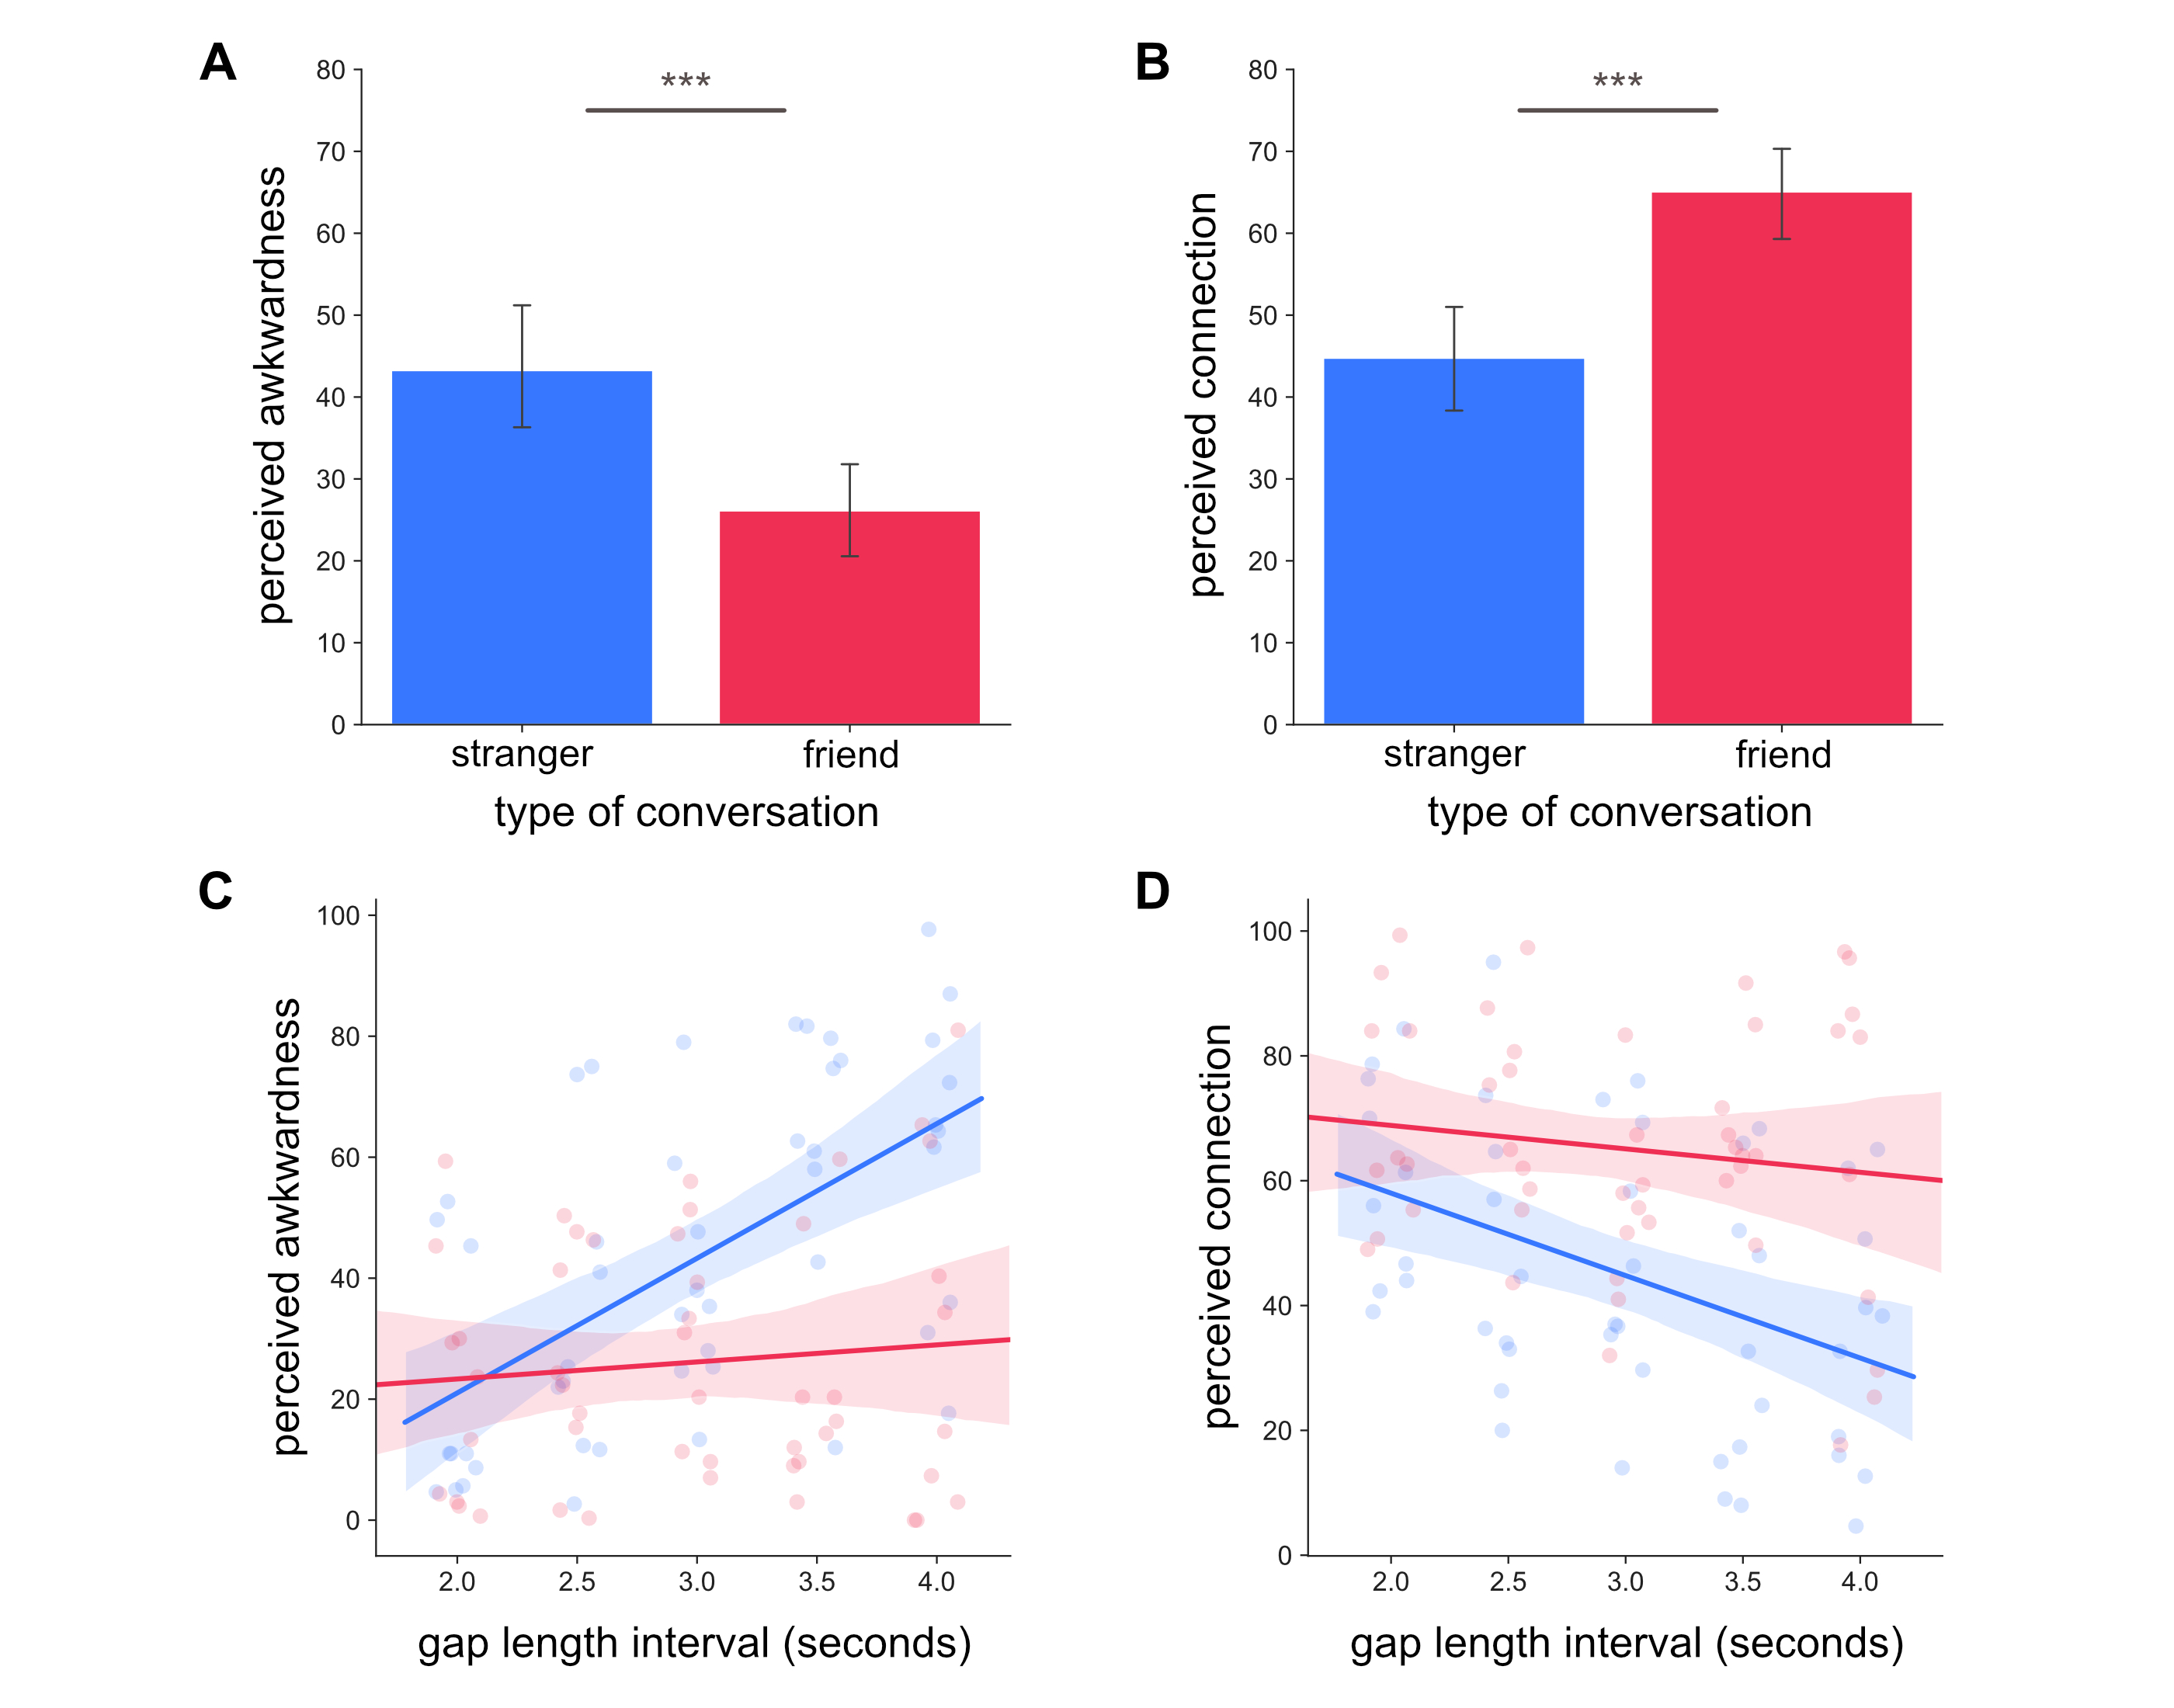 A
***
80
70
60
50
40
30
20
10
0
perceived awkwardness
stranger friend
type of conversation
B
***
80
70
60
50
40
30
20
10
0
perceived connection
stranger friend
type of conversation
C
100
80
60
40
20
0
perceived awkwardness
2.0 2.5 3.0 3.5 4.0
gap length interval (seconds)
D
100
80
60
40
20
0
perceived connection
2.0 2.5 3.0 3.5 4.0
gap length interval (seconds)